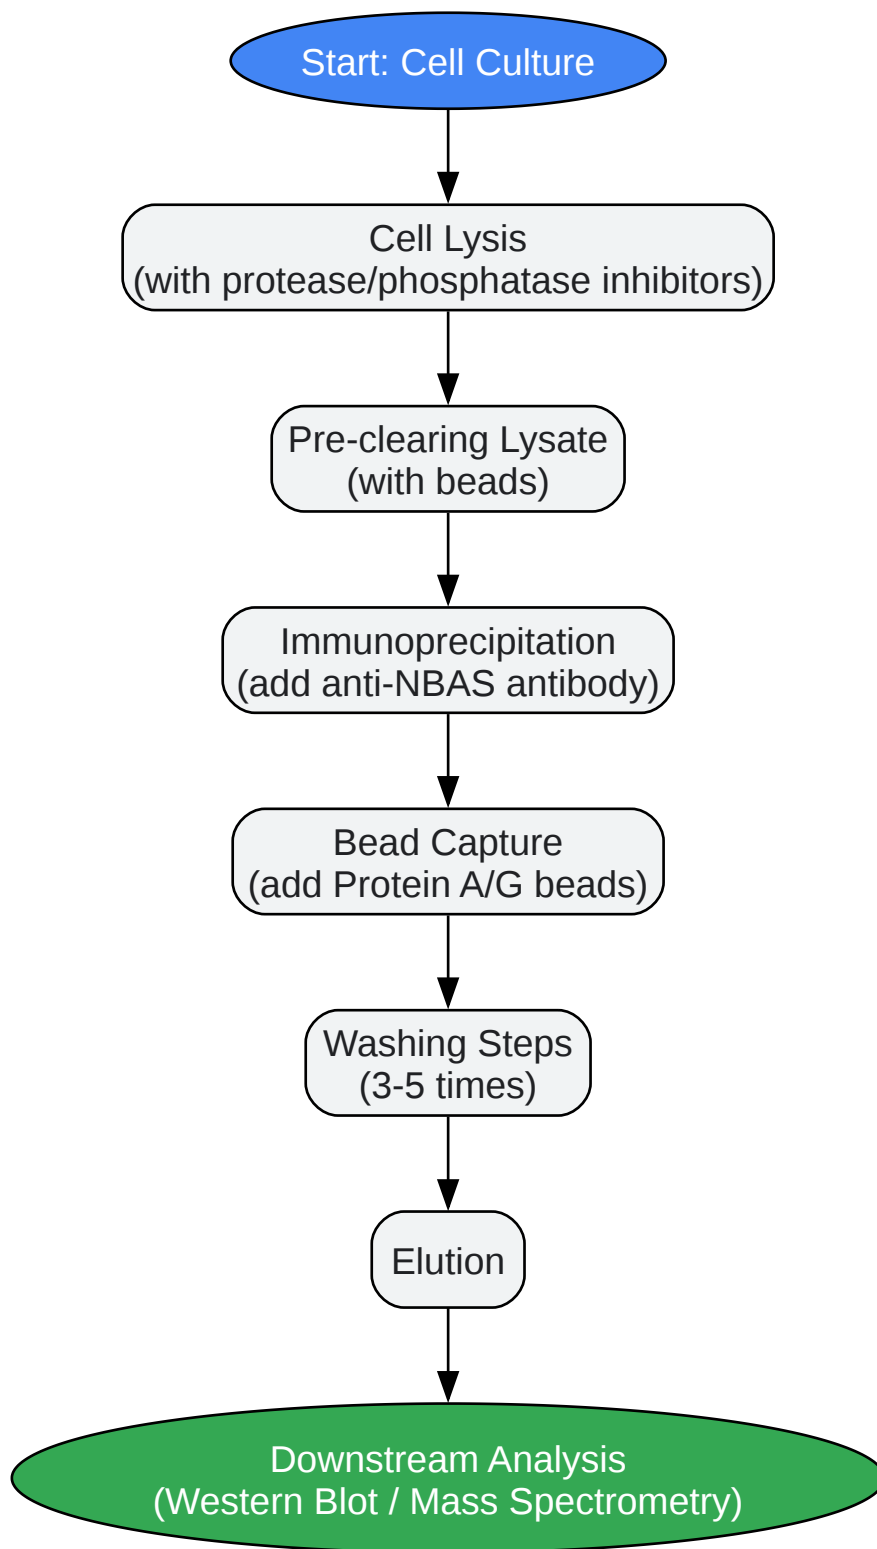 Start: Cell Culture
Cell Lysis
(with protease/phosphatase inhibitors)
Pre-clearing Lysate
(with beads)
Immunoprecipitation
(add anti-NBAS antibody)
Bead Capture
(add Protein A/G beads)
Washing Steps
(3-5 times)
Elution
Downstream Analysis
(Western Blot / Mass Spectrometry)